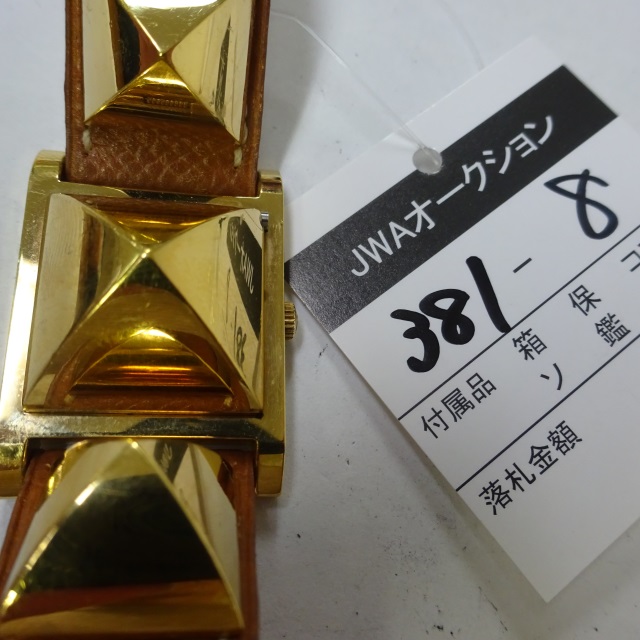 JWAオークション
381-8
付属品 箱 保 コ
ソ 鑑
落札金額